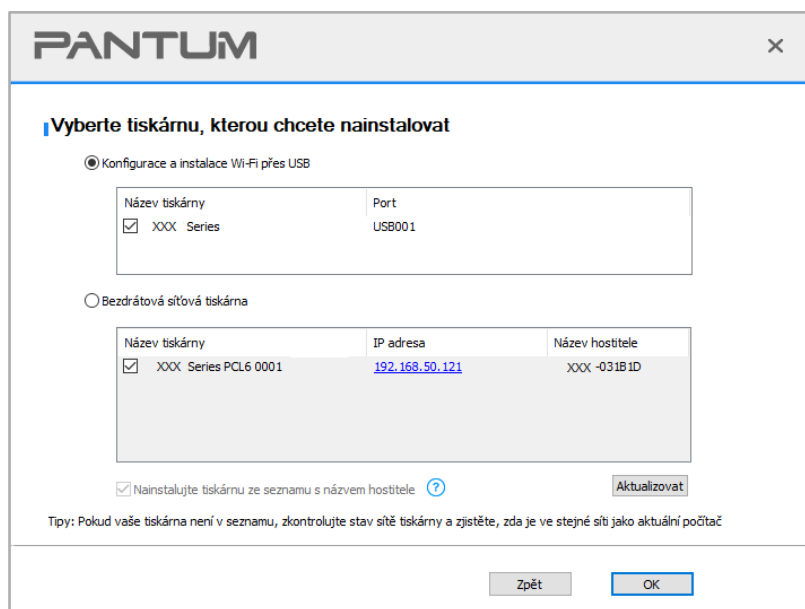 PANTUM
Vyberte tiskárnu, kterou chcete nainstalovat
Konfigurace a instalace Wi-Fi přes USB
Název tiskárny Port
XXX Series USB001
Bezdrátová síťová tiskárna
Název tiskárny IP adresa Název hostitele
XXX Series PCL6 0001 192.168.50.121 XXX -031B1D
Nainstalujte tiskárnu ze seznamu s názvem hostitele ? Aktualizovat
Tipy: Pokud vaše tiskárna není v seznamu, zkontrolujte stav sítě tiskárny a zjistěte, zda je ve stejné síti jako aktuální počítač
Zpět OK